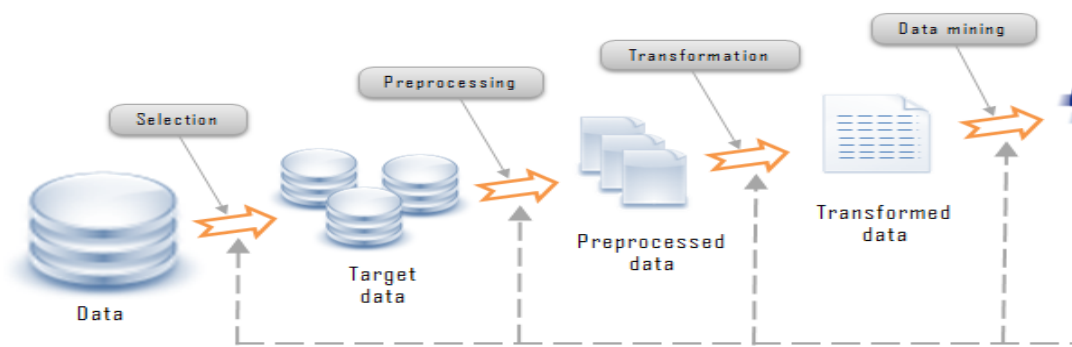 Data mining
Transformation
Preprocessing
Selection
Transformed
data
Preprocessed
data
Target
data
Data